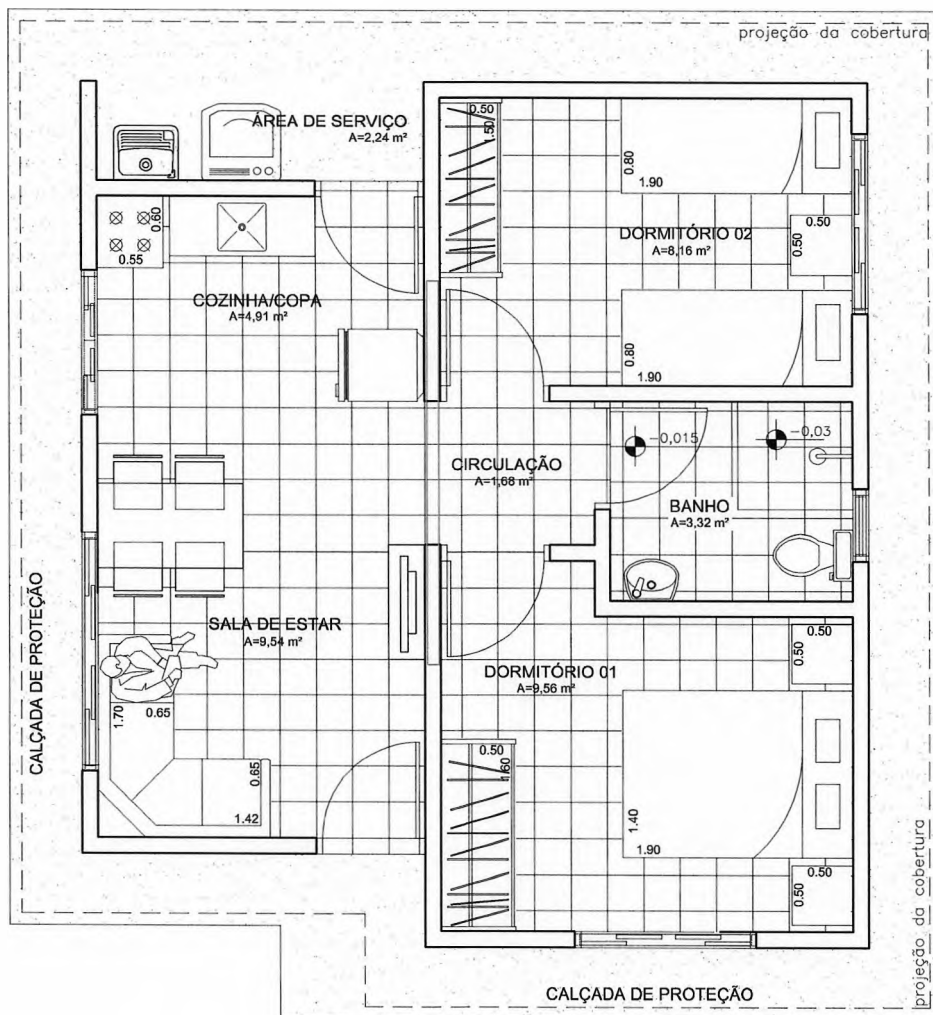 projeção da cobertura
ÁREA DE SERVIÇO
A=2,24 m²
0.50
1.50
0.80
1.90
0.60
0.55
DORMITÓRIO 02
A=8,16 m²
0.50
0.50
COZINHA/COPA
A=4,91 m²
0.80
1.90
-0,015
-0,03
CIRCULAÇÃO
A=1,68 m²
BANHO
A=3,32 m²
CALÇADA DE PROTEÇÃO
SALA DE ESTAR
A=9,54 m²
0.50
0.50
DORMITÓRIO 01
A=9,56 m²
1.70
0.65
0.65
1.42
0.50
1.60
1.40
1.90
0.50
0.50
projeção da cobertura
CALÇADA DE PROTEÇÃO